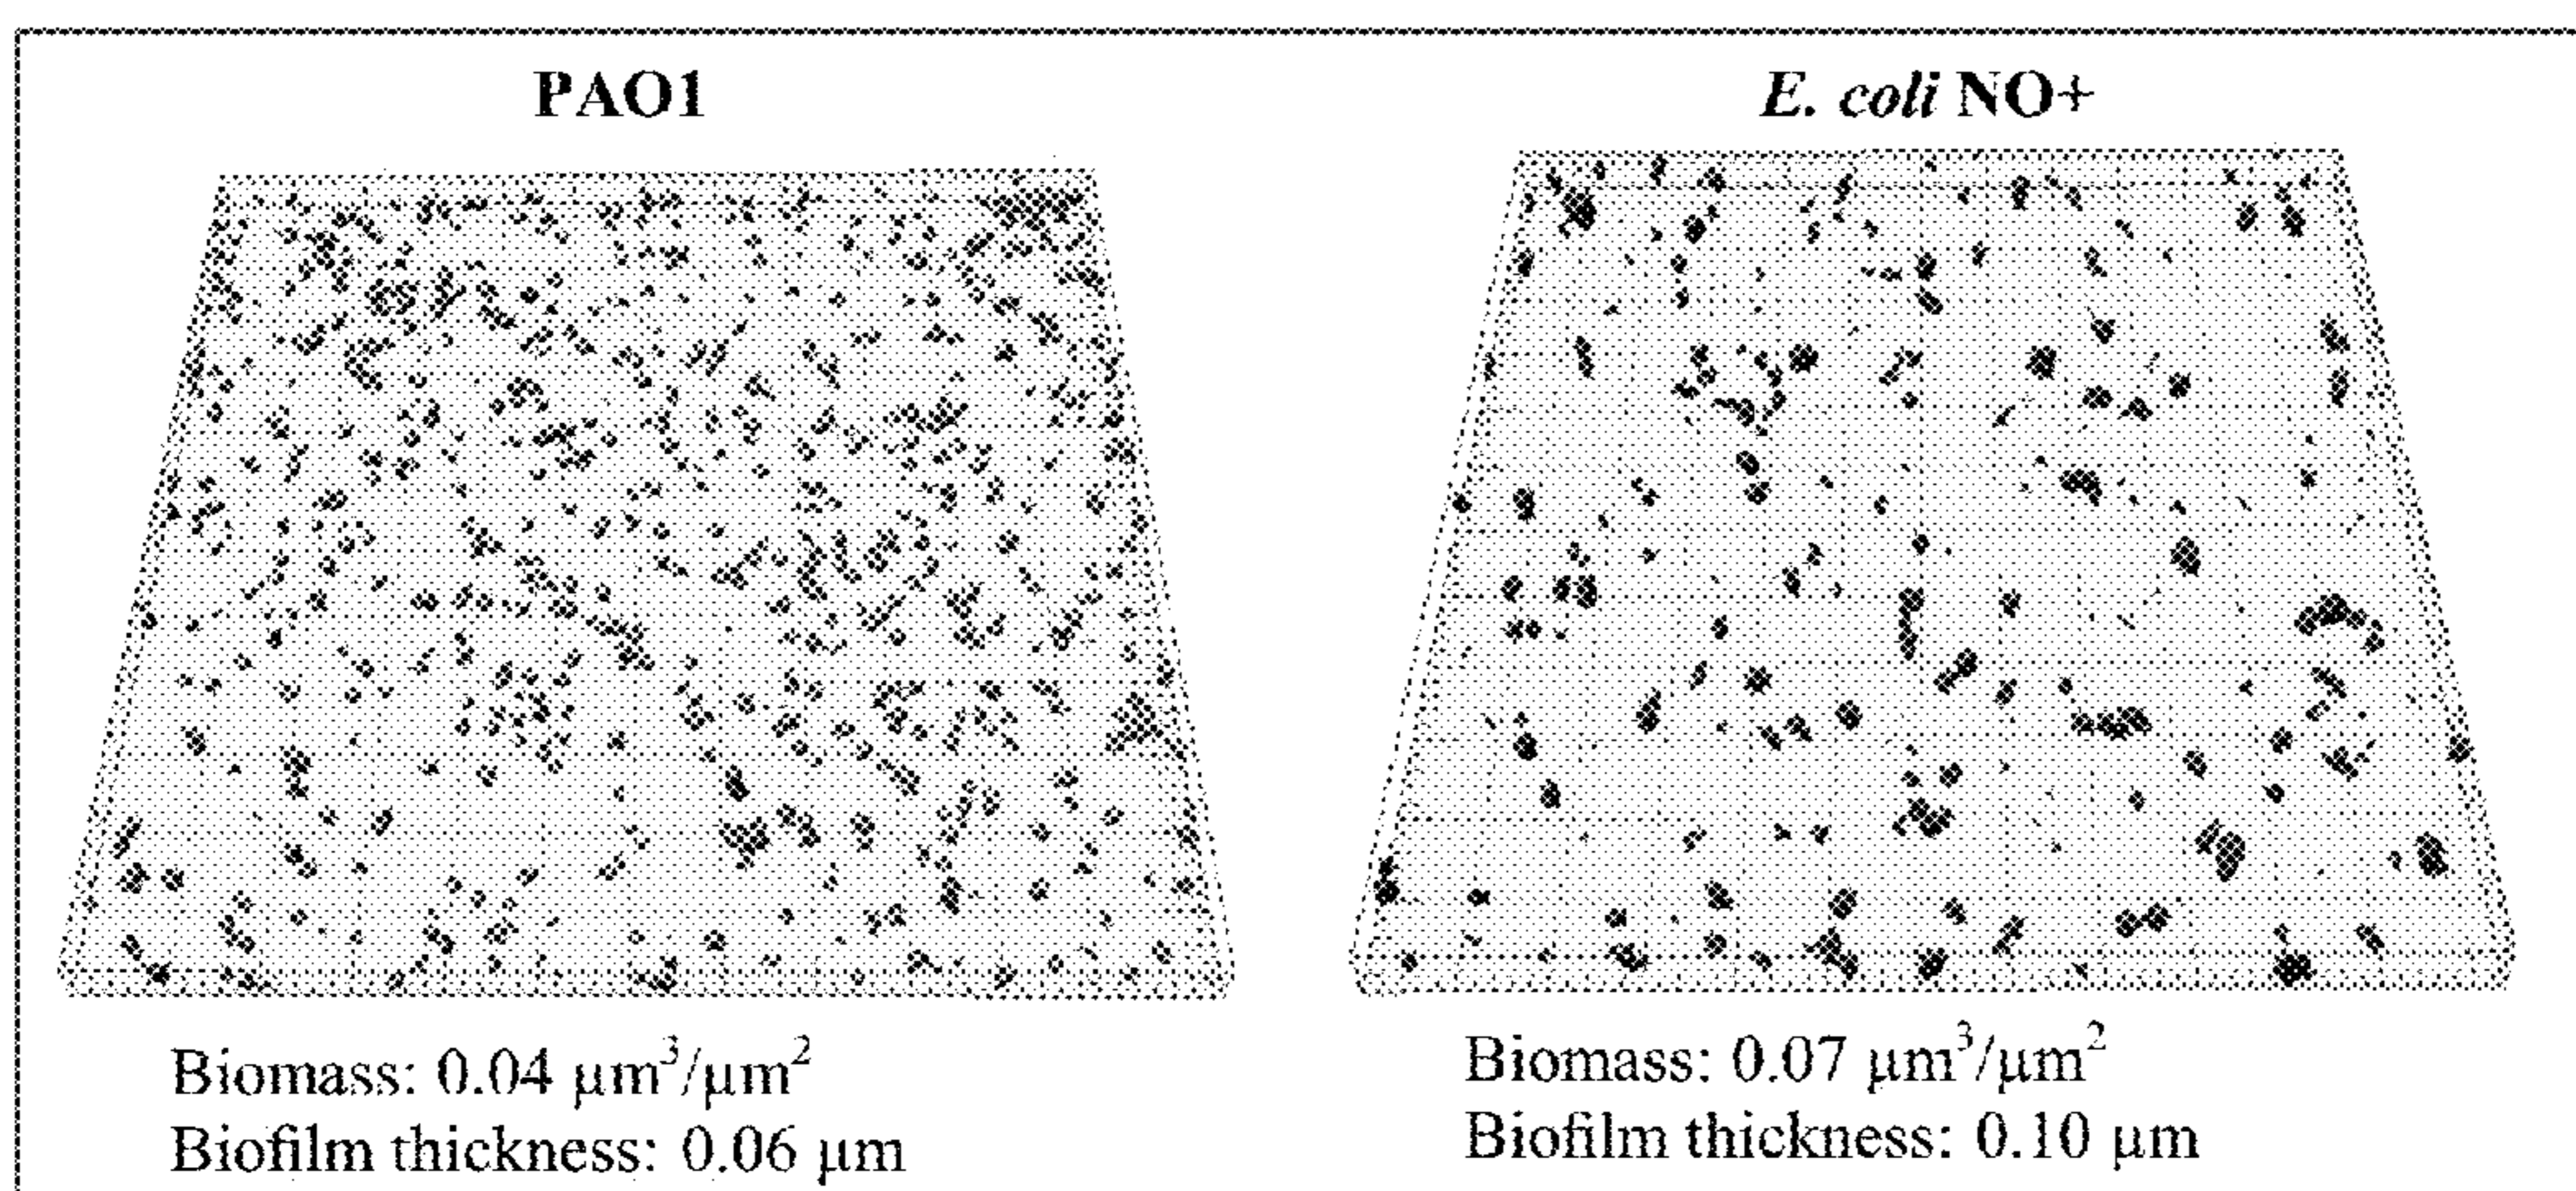 PAO1
E. coli NO+
Biomass: 0.04 µm³/µm²
Biofilm thickness: 0.06 µm
Biomass: 0.07 µm³/µm²
Biofilm thickness: 0.10 µm